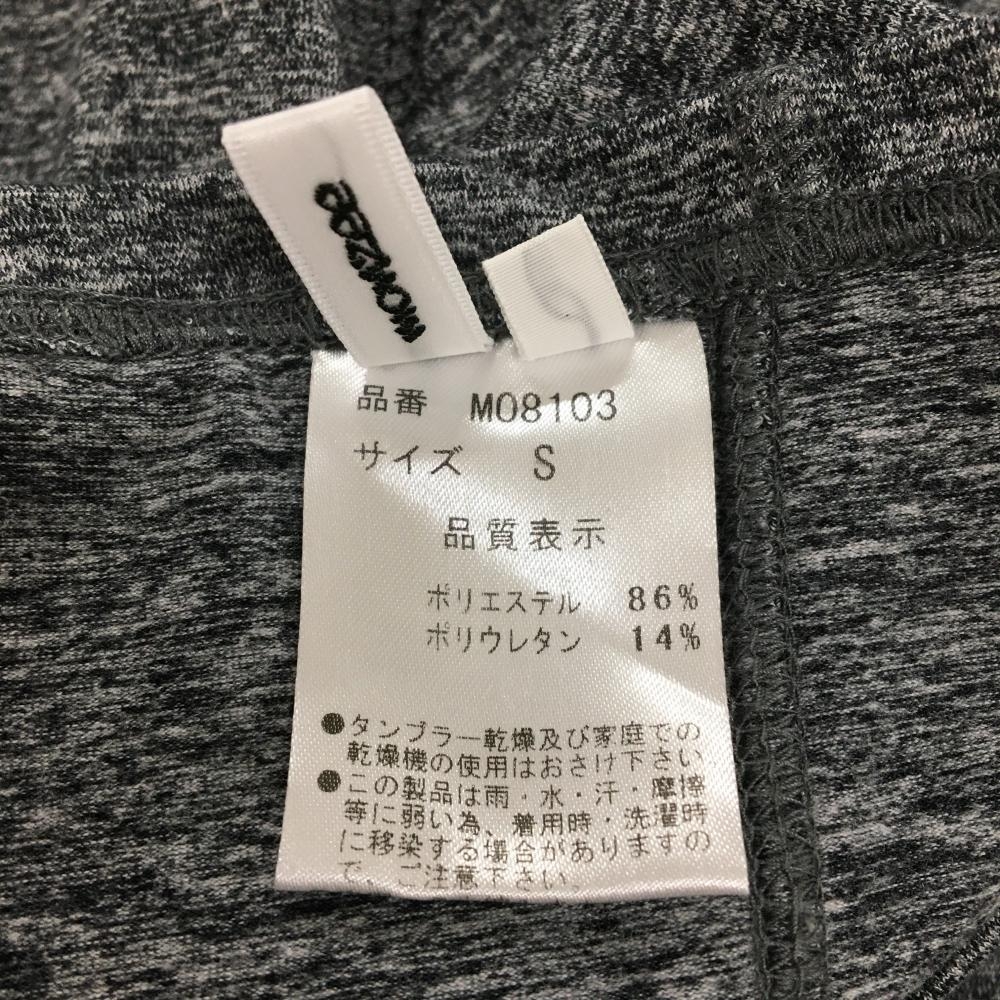 品番 M08103
サイズ S
品質表示
ポリエステル 86%
ポリウレタン 14%
●タンブラー乾燥及び家庭での
乾燥機の使用はおさけ下さい
●この製品は雨・水・汗・摩擦
等に弱い為、着用時・洗濯時
に移染する場合がありますの
で、ご注意下さい。